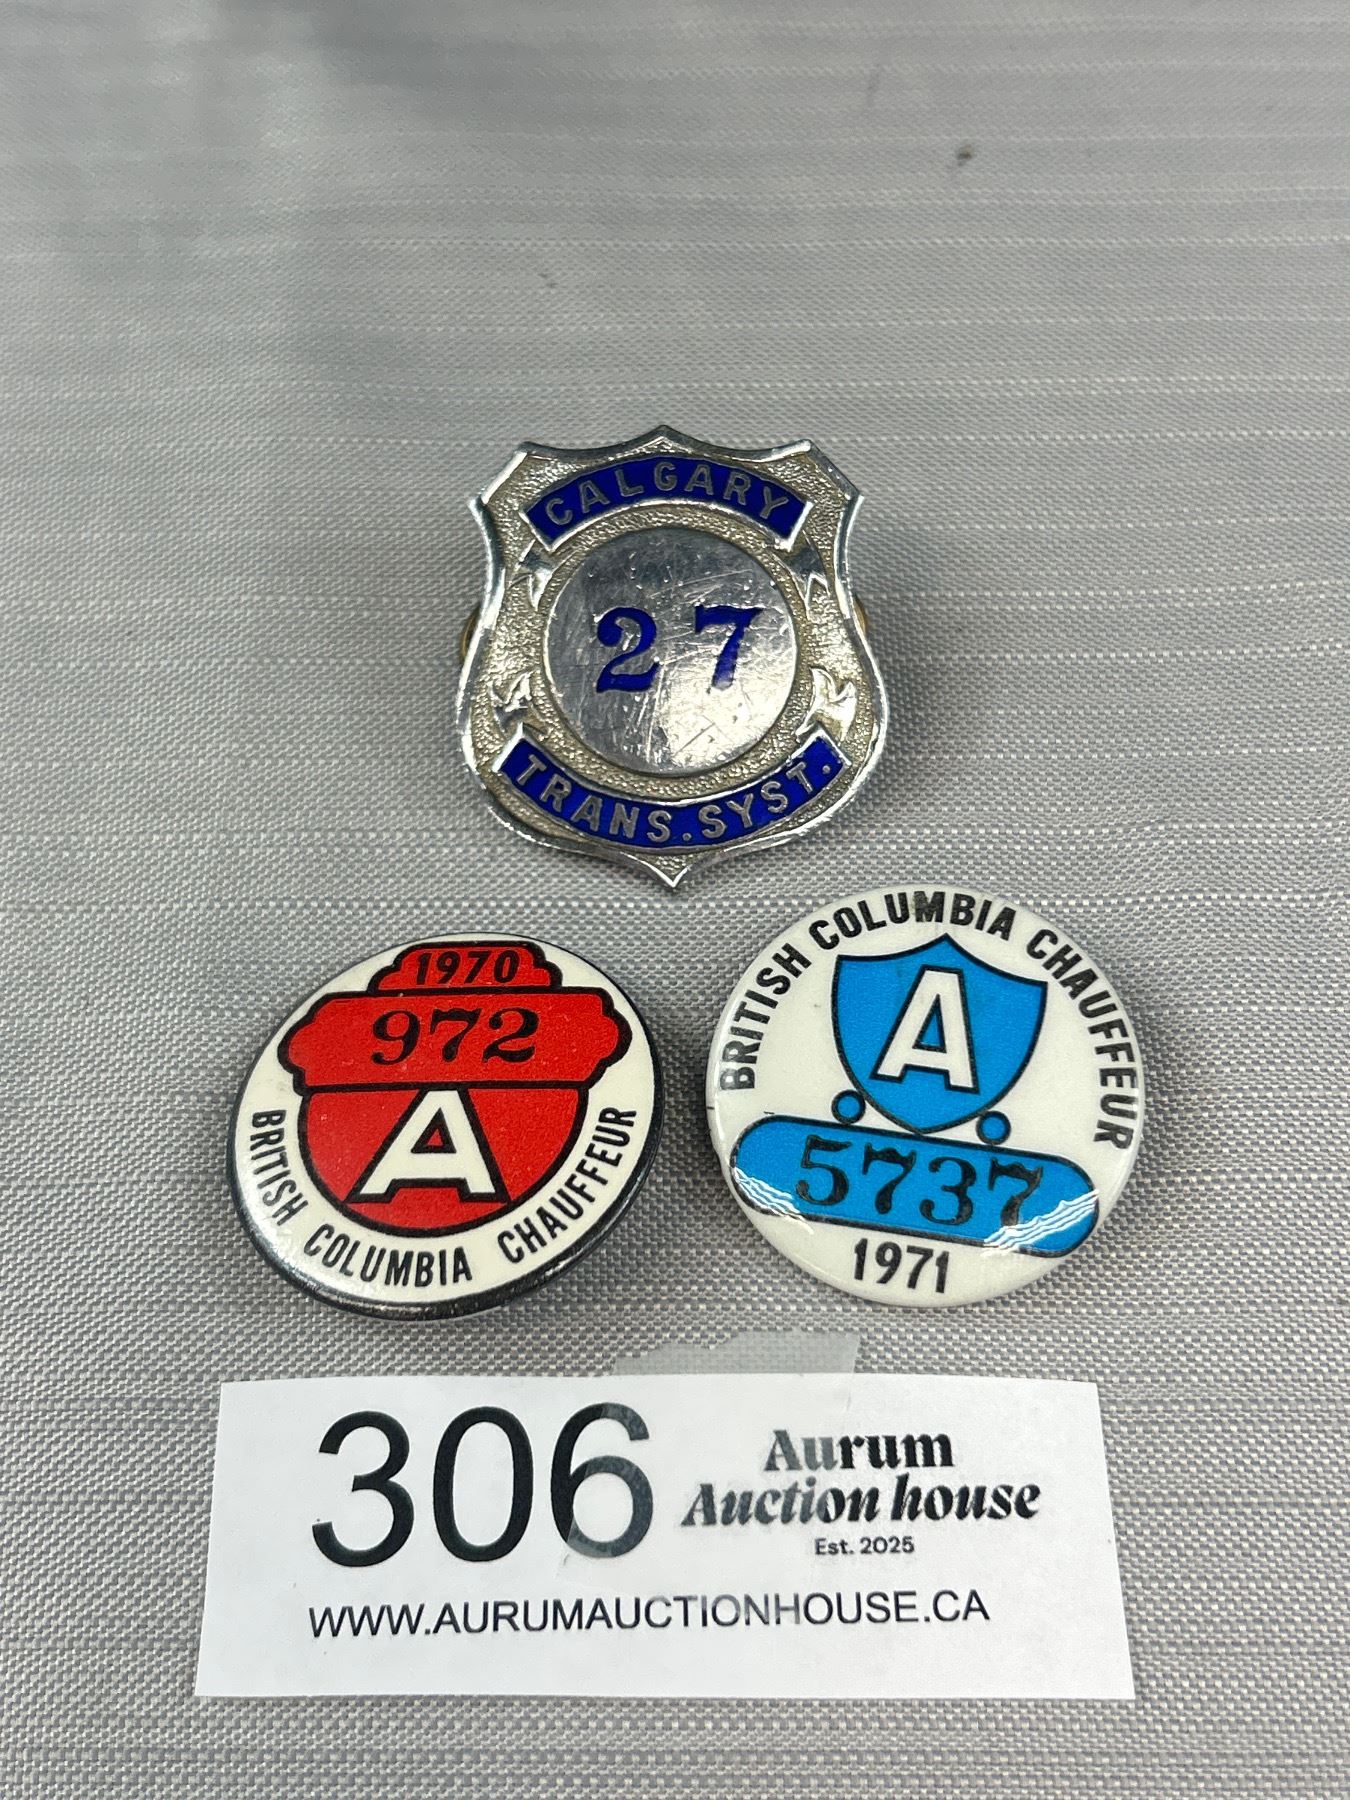 CALGARY
27
TRANS. SYST.
1970
972
A
BRITISH COLUMBIA CHAUFFEUR
BRITISH COLUMBIA CHAUFFEUR
A
5737
1971
306
Aurum
Auction house
Est. 2025
WWW.AURUMAUCTIONHOUSE.CA